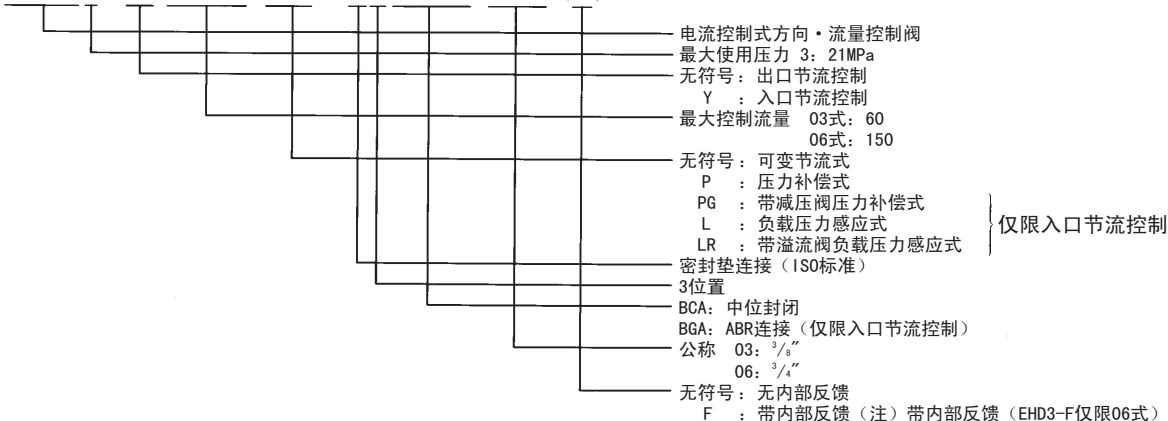 电流控制式方向·流量控制阀
最大使用压力 3: 21MPa
无符号: 出口节流控制
Y : 入口节流控制
最大控制流量 03式: 60
06式: 150
无符号: 可变节流式
P : 压力补偿式
PG : 带减压阀压力补偿式
L : 负载压力感应式
LR : 带溢流阀负载压力感应式
仅限入口节流控制
密封垫连接（ISO标准）
3位置
BCA: 中位封闭
BGA: ABR连接（仅限入口节流控制）
公称 03: 3/8″
06: 3/4″
无符号: 无内部反馈
F : 带内部反馈（注）带内部反馈（EHD3-F仅限06式）